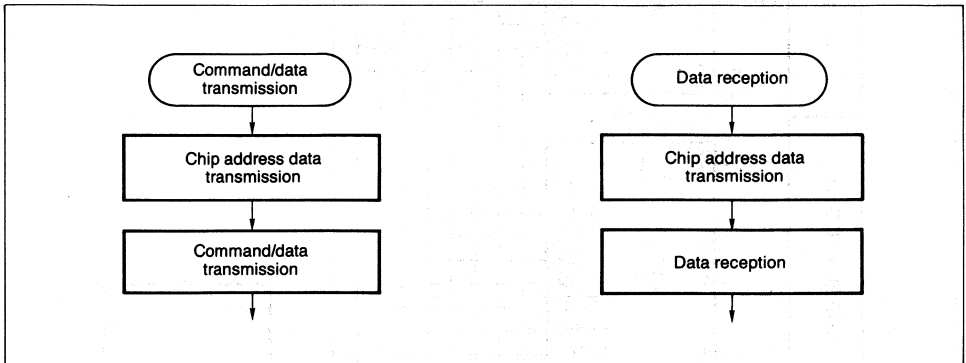 Command/data
transmission
Chip address data
transmission
Command/data
transmission
Data reception
Chip address data
transmission
Data reception